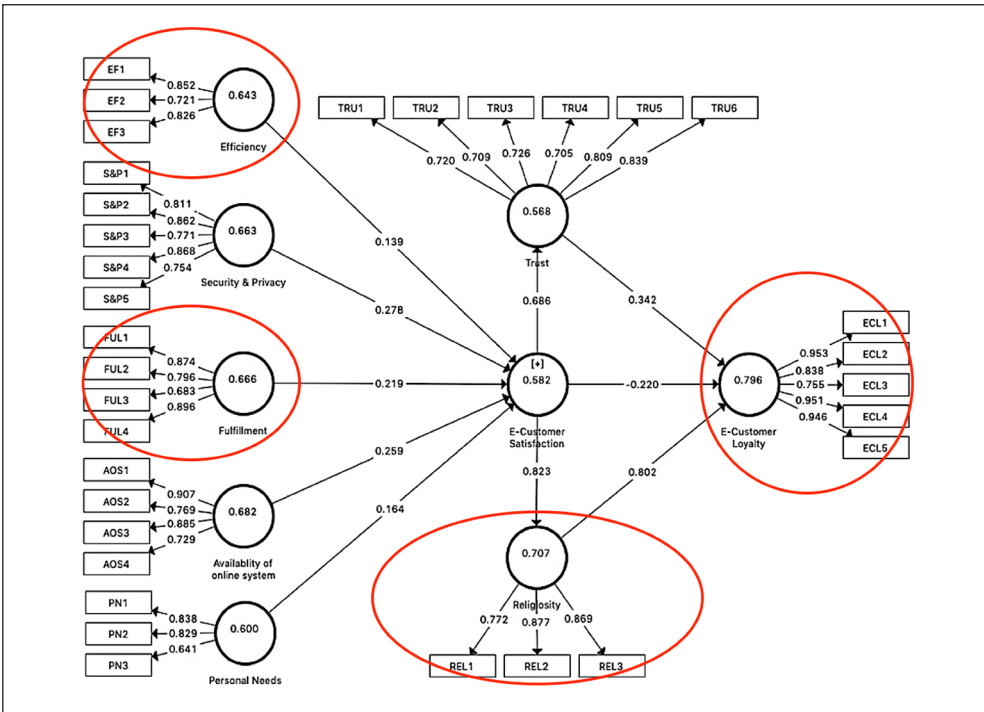 EF1
EF2
EF3
0.852
0.721
0.826
0.643
Efficiency
S&P1
S&P2
S&P3
S&P4
S&P5
0.811
0.862
0.771
0.868
0.754
0.663
Security & Privacy
FUL1
FUL2
FUL3
FUL4
0.874
0.796
0.683
0.896
0.666
Fulfillment
AOS1
AOS2
AOS3
AOS4
0.907
0.769
0.885
0.729
0.682
Availablity of
online system
PN1
PN2
PN3
0.838
0.829
0.641
0.600
Personal Needs
0.139
0.278
0.219
0.259
0.164
TRU1 TRU2 TRU3 TRU4 TRU5 TRU6
0.720 0.709 0.726 0.705 0.809 0.839
0.568
Trust
0.686
0.342
[+]
0.582
E-Customer
Satisfaction
-0.220
0.823
0.802
0.707
Religiosity
0.772 0.877 0.869
REL1 REL2 REL3
0.796
E-Customer
Loyalty
0.953
0.838
0.755
0.951
0.946
ECL1
ECL2
ECL3
ECL4
ECL5